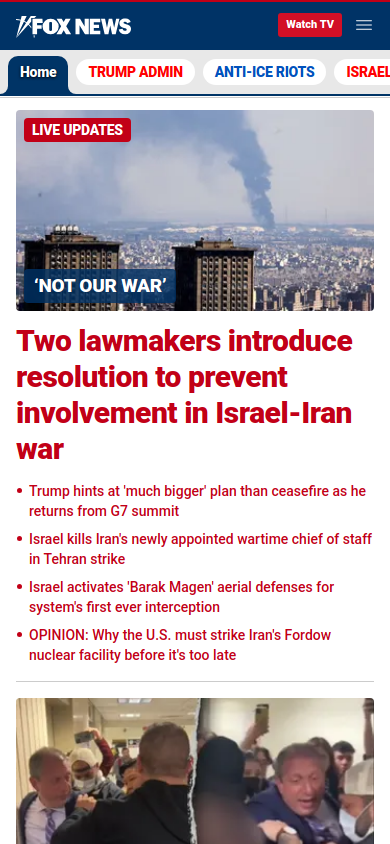 FOX NEWS
Watch TV
Home
TRUMP ADMIN
ANTI-ICE RIOTS
ISRAEL
LIVE UPDATES
‘NOT OUR WAR’
Two lawmakers introduce
resolution to prevent
involvement in Israel-Iran
war
• Trump hints at 'much bigger' plan than ceasefire as he
returns from G7 summit
• Israel kills Iran's newly appointed wartime chief of staff
in Tehran strike
• Israel activates 'Barak Magen' aerial defenses for
system's first ever interception
• OPINION: Why the U.S. must strike Iran's Fordow
nuclear facility before it's too late